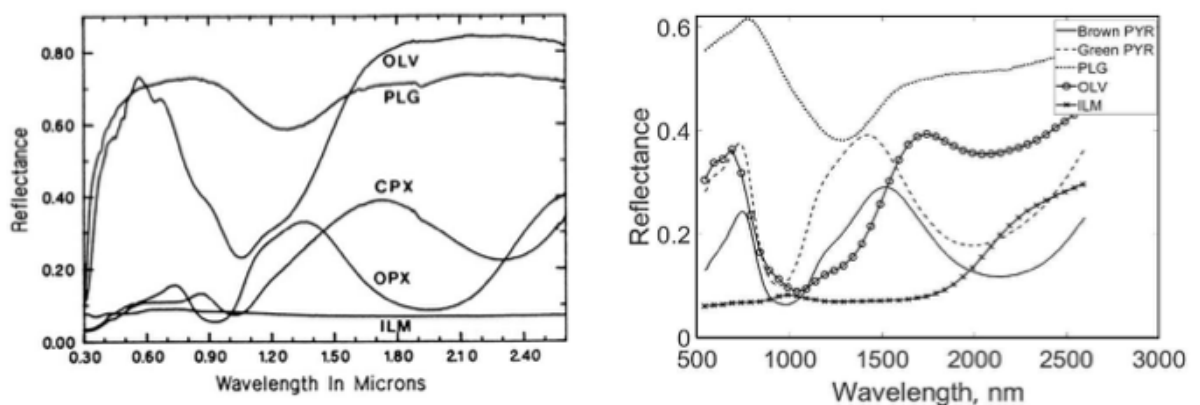 0.80
0.60
0.40
0.20
0.00
Reflectance
OLV
PLG
CPX
OPX
ILM
0.30 0.60 0.90 1.20 1.50 1.80 2.10 2.40
Wavelength In Microns
0.6
0.4
0.2
0
Reflectance
Brown PYR
Green PYR
PLG
OLV
ILM
500 1000 1500 2000 2500 3000
Wavelength, nm